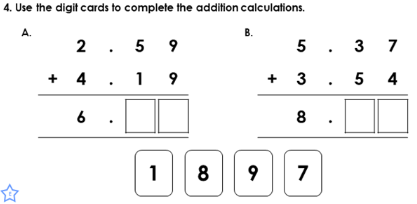 4. Use the digit cards to complete the addition calculations.
A. B.
2 . 5 9 5 . 3 7
+ 4 . 1 9 + 3 . 5 4
6 . 8 .
1 8 9 7